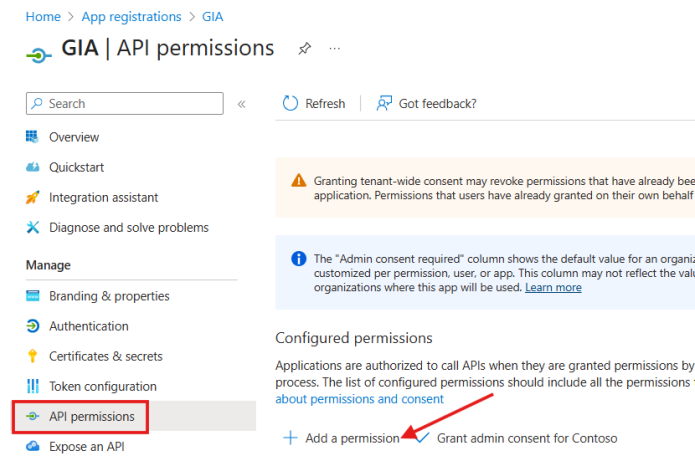 Home > App registrations > GIA
GIA | API permissions
Search
Refresh
Got feedback?
Overview
Quickstart
Integration assistant
Diagnose and solve problems
Manage
Branding & properties
Authentication
Certificates & secrets
Token configuration
API permissions
Expose an API
Granting tenant-wide consent may revoke permissions that have already
application. Permissions that users have already granted on their own behalf
The "Admin consent required" column shows the default value for an
customized per permission, user, or app. This column may not reflect the
organizations where this app will be used. Learn more
Configured permissions
Applications are authorized to call APIs when they are granted permissions by
process. The list of configured permissions should include all the permissions
about permissions and consent
Add a permission
Grant admin consent for Contoso